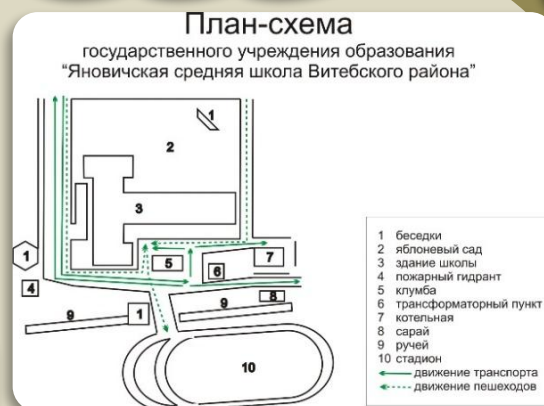 План-схема
государственного учреждения образования
“Яновичская средняя школа Витебского района”
1
2
3
1
4
5
6
7
8
9
9
1
10
1 беседки
2 яблоневый сад
3 здание школы
4 пожарный гидрант
5 клумба
6 трансформаторный пункт
7 котельная
8 сарай
9 ручей
10 стадион
движение транспорта
движение пешеходов